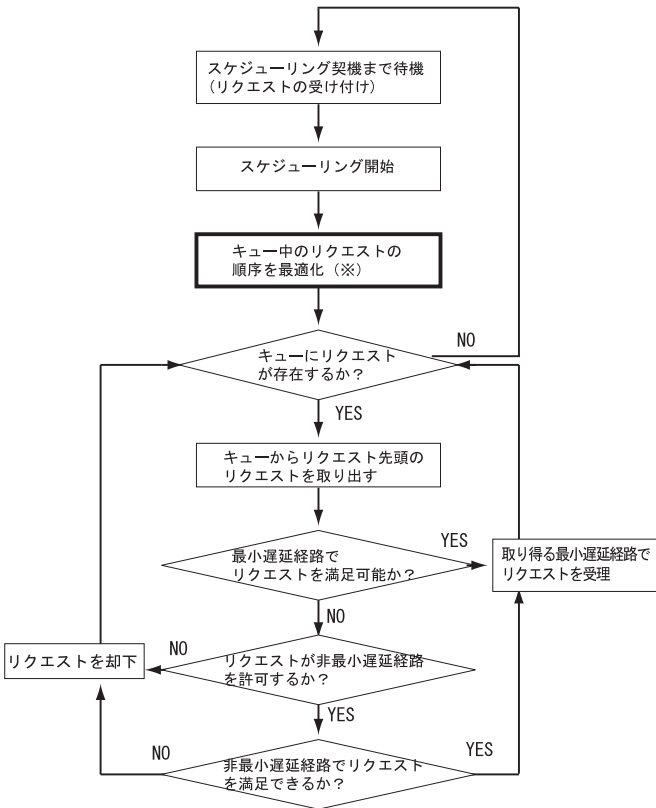 スケジューリング契機まで待機
（リクエストの受け付け）
スケジューリング開始
キュー中のリクエストの
順序を最適化（※）
NO
キューにリクエスト
が存在するか？
YES
キューからリクエスト先頭の
リクエストを取り出す
YES
最小遅延経路で
リクエストを満足可能か？
取り得る最小遅延経路で
リクエストを受理
NO
NO
リクエストが非最小遅延経路
を許可するか？
リクエストを却下
YES
NO
YES
非最小遅延経路でリクエスト
を満足できるか？